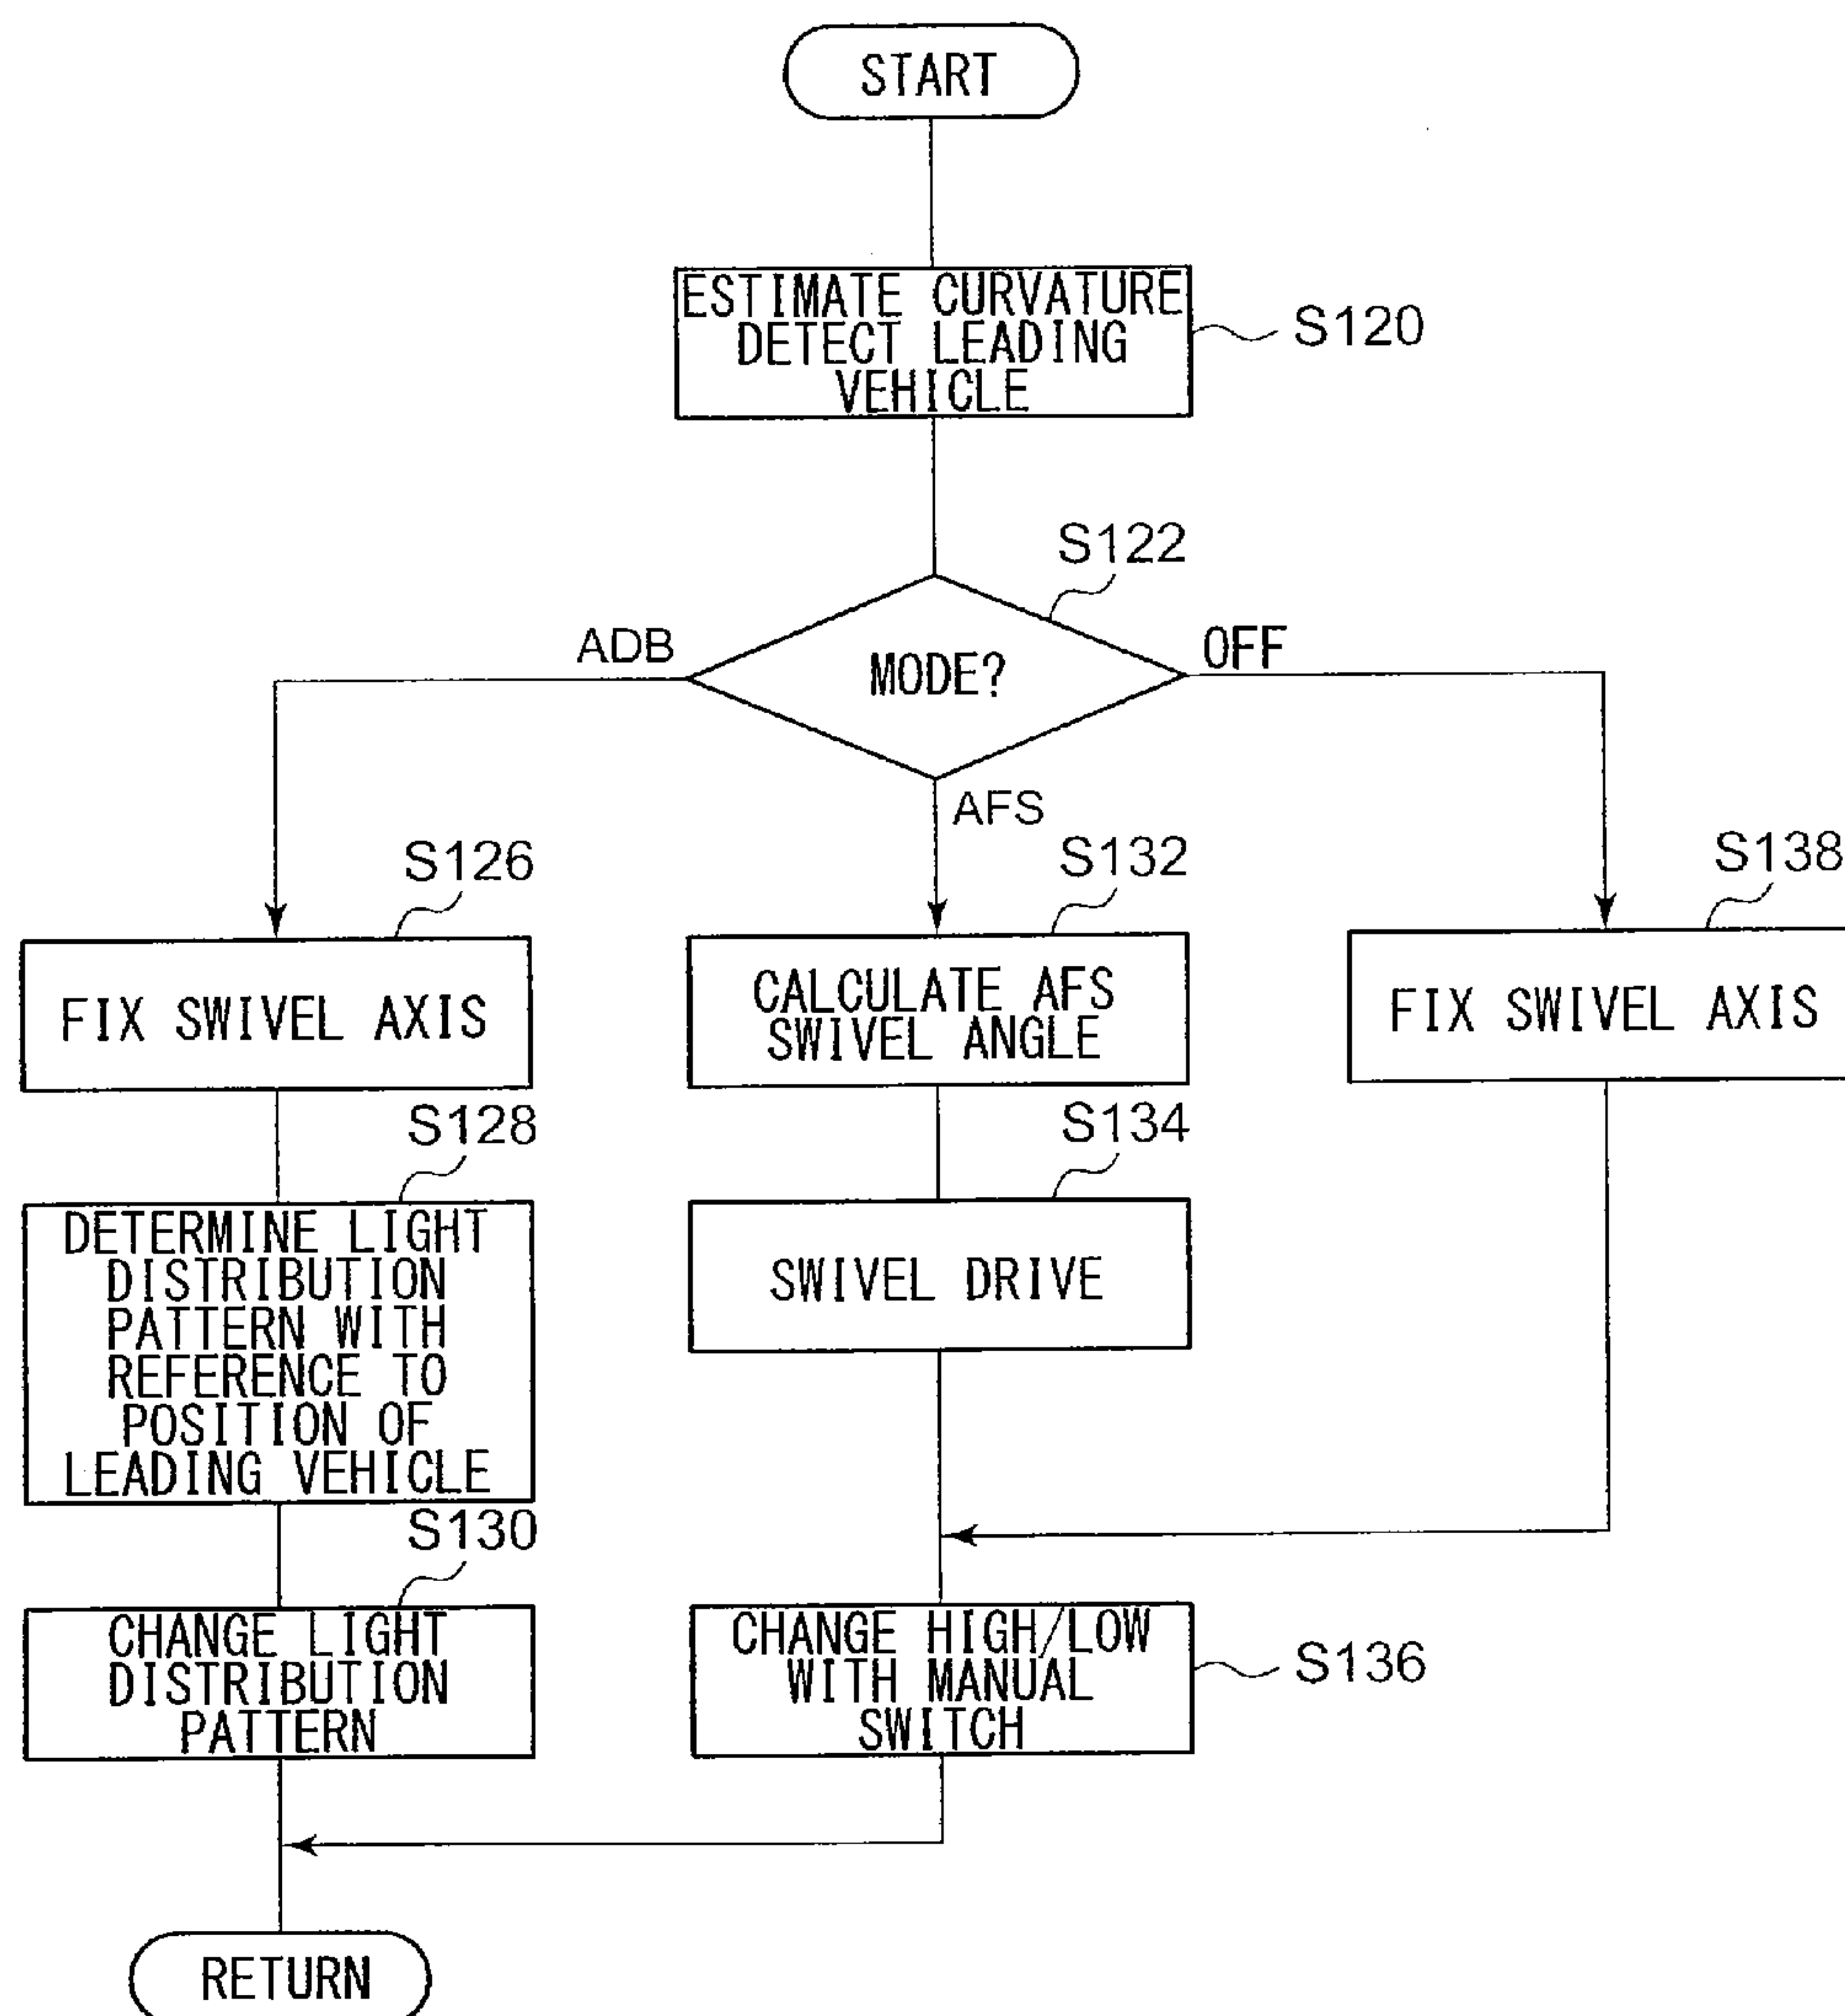 START
ESTIMATE CURVATURE
DETECT LEADING
VEHICLE
S120
S122
MODE?
ADB
OFF
AFS
S126
FIX SWIVEL AXIS
S132
CALCULATE AFS
SWIVEL ANGLE
S138
FIX SWIVEL AXIS
S128
DETERMINE LIGHT
DISTRIBUTION
PATTERN WITH
REFERENCE TO
POSITION OF
LEADING VEHICLE
S134
SWIVEL DRIVE
S130
CHANGE LIGHT
DISTRIBUTION
PATTERN
CHANGE HIGH/LOW
WITH MANUAL
SWITCH
S136
RETURN